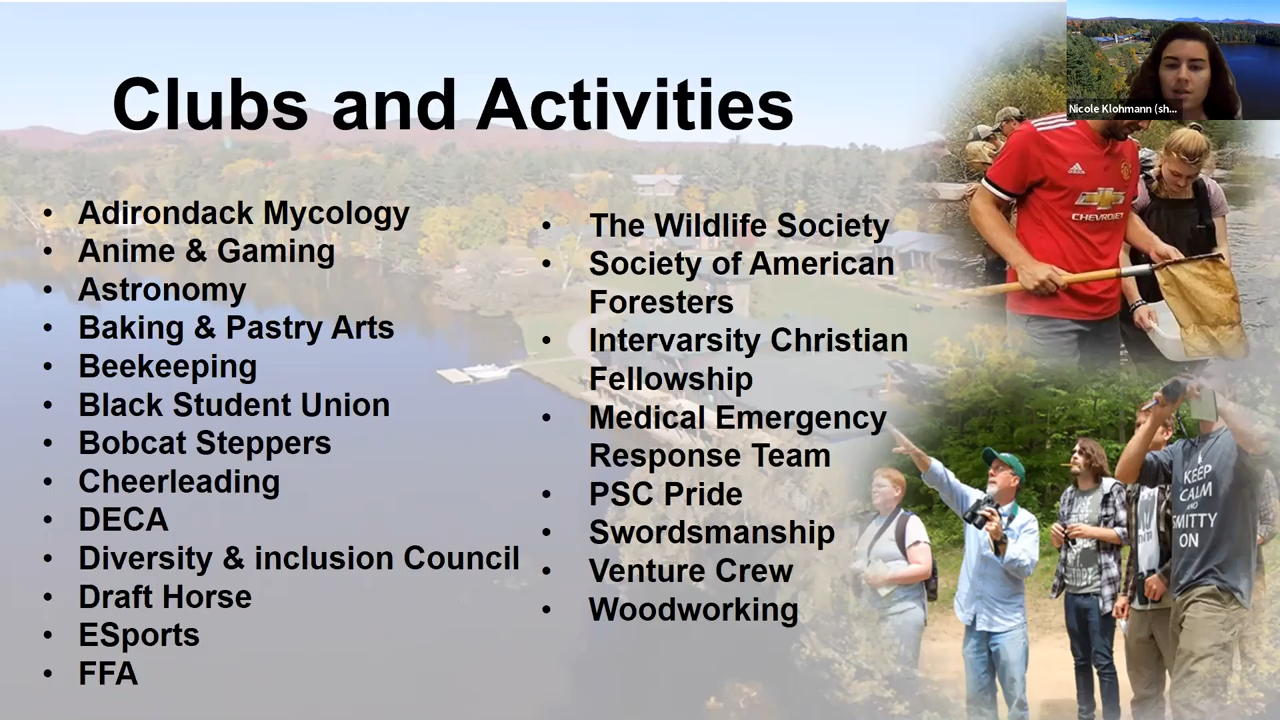 Clubs and Activities
• Adirondack Mycology
• Anime & Gaming
• Astronomy
• Baking & Pastry Arts
• Beekeeping
• Black Student Union
• Bobcat Steppers
• Cheerleading
• DECA
• Diversity & inclusion Council
• Draft Horse
• ESports
• FFA
• The Wildlife Society
• Society of American
Foresters
• Intervarsity Christian
Fellowship
• Medical Emergency
Response Team
• PSC Pride
• Swordsmanship
• Venture Crew
• Woodworking
Nicole Klohmann (sh...
adidas
CHEVROLET
KEEP
CALM
AND
SMITTY
ON